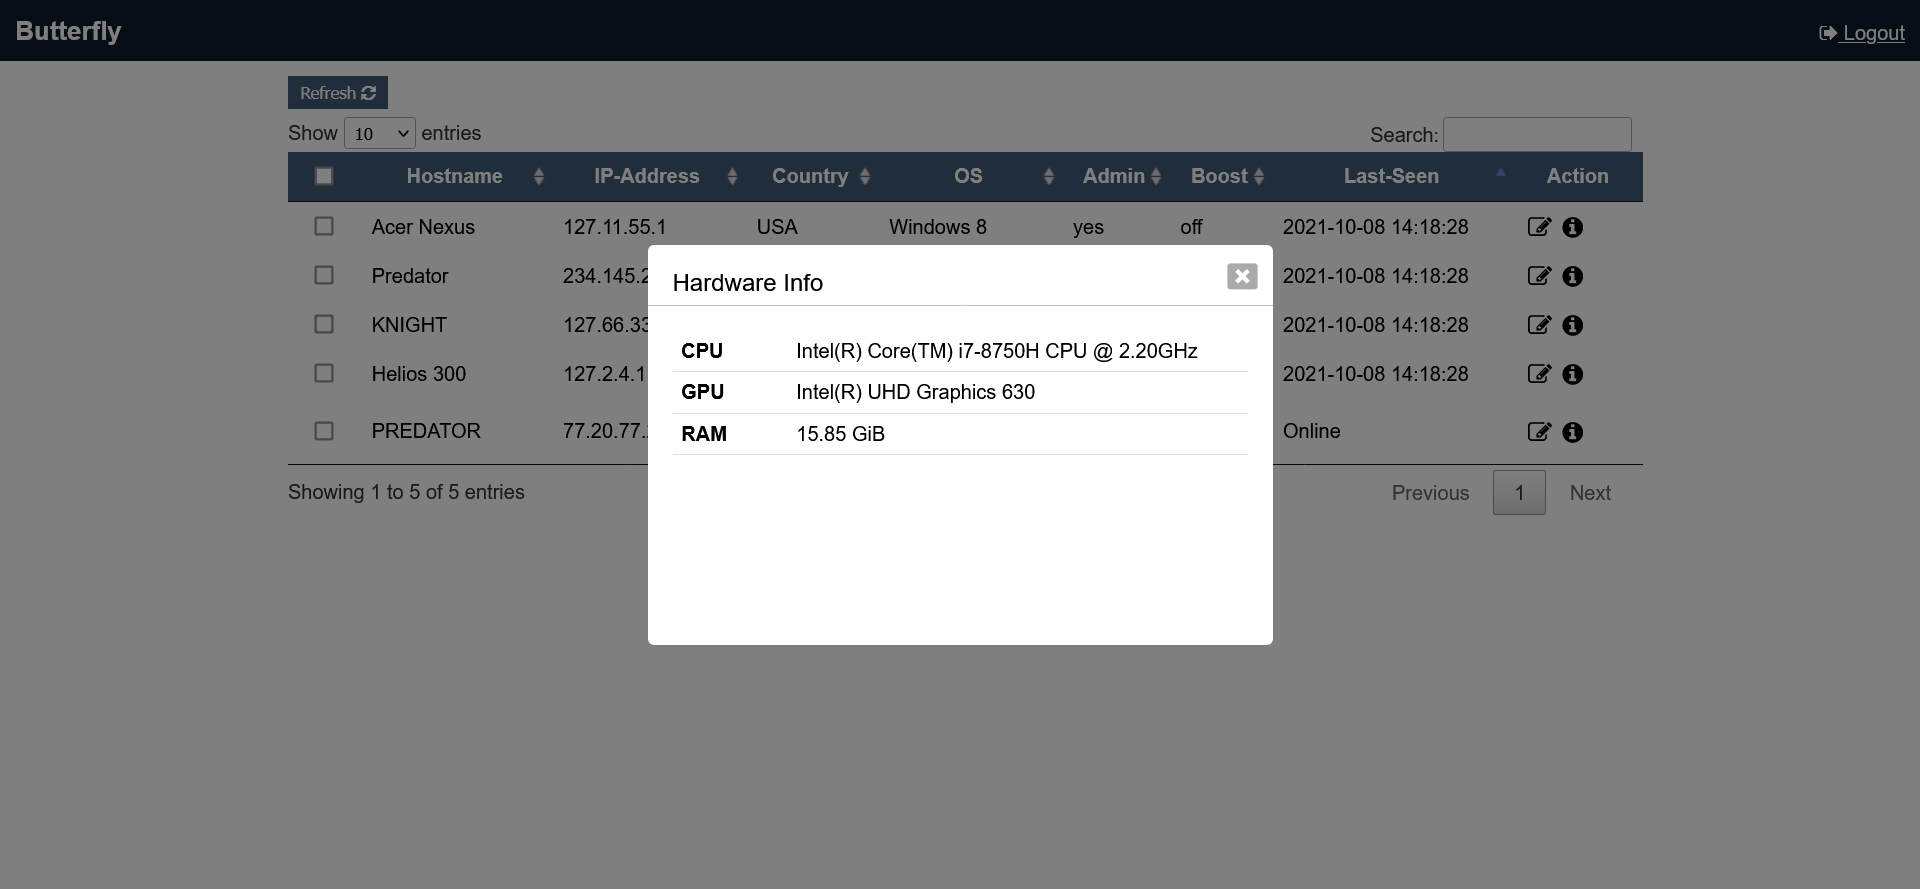 Butterfly
Logout
Refresh
Show 10 entries
Search:
Hostname IP-Address Country OS Admin Boost Last-Seen Action
Acer Nexus 127.11.55.1 USA Windows 8 yes off 2021-10-08 14:18:28
Predator 234.145.2 2021-10-08 14:18:28
KNIGHT 127.66.33 2021-10-08 14:18:28
Helios 300 127.2.4.1 2021-10-08 14:18:28
PREDATOR 77.20.77. Online
Showing 1 to 5 of 5 entries
Previous 1 Next
Hardware Info
CPU Intel(R) Core(TM) i7-8750H CPU @ 2.20GHz
GPU Intel(R) UHD Graphics 630
RAM 15.85 GiB